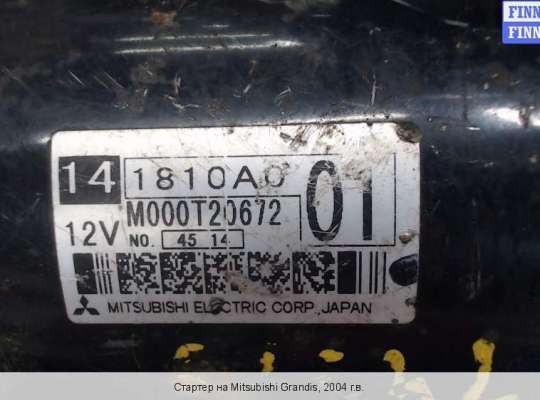 FINN
FINN
14 1810A0 01
M000T20672
12V NO. 45 14
MITSUBISHI ELECTRIC CORP. JAPAN
Стартер на Mitsubishi Grandis, 2004 г.в.